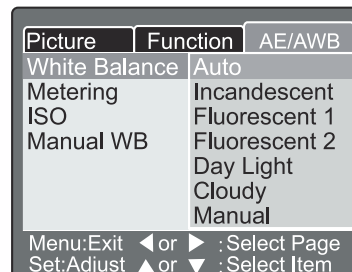 Picture Function AE/AWB
White Balance Auto
Metering Incandescent
ISO Fluorescent 1
Manual WB Fluorescent 2
Day Light
Cloudy
Manual
Menu:Exit ◁ or ▷ :Select Page
Set:Adjust △ or ▽ :Select Item